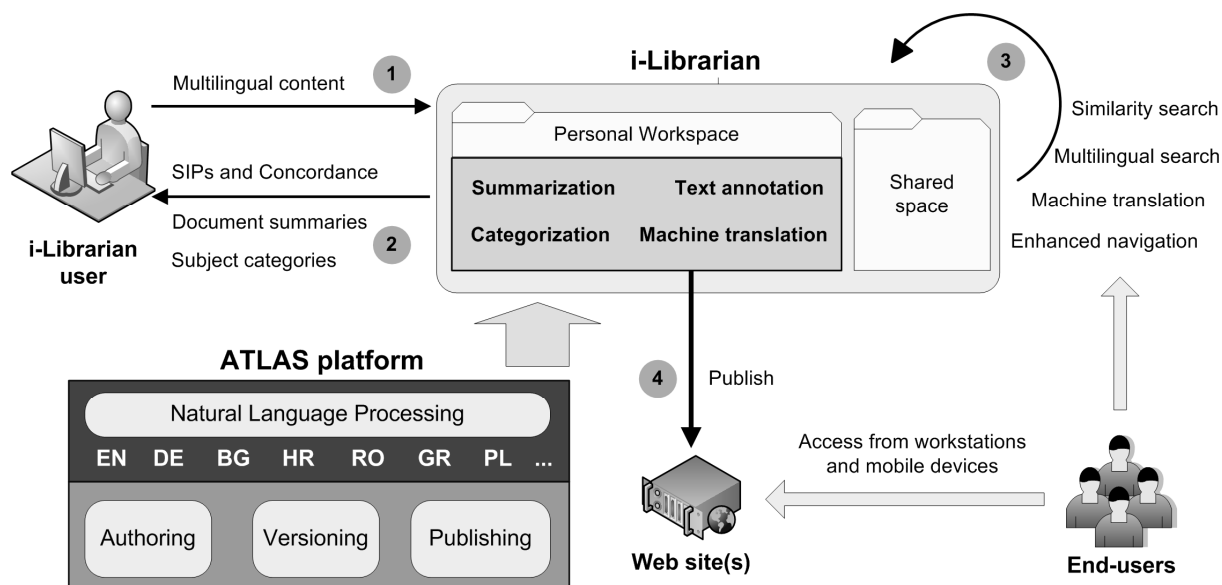 i-Librarian
1
Multilingual content
3
Similarity search
Multilingual search
Machine translation
Enhanced navigation
Personal Workspace
Summarization
Text annotation
Categorization
Machine translation
Shared
space
SIPs and Concordance
Document summaries
2
Subject categories
i-Librarian
user
ATLAS platform
Natural Language Processing
EN DE BG HR RO GR PL ...
Authoring
Versioning
Publishing
4
Publish
Web site(s)
Access from workstations
and mobile devices
End-users